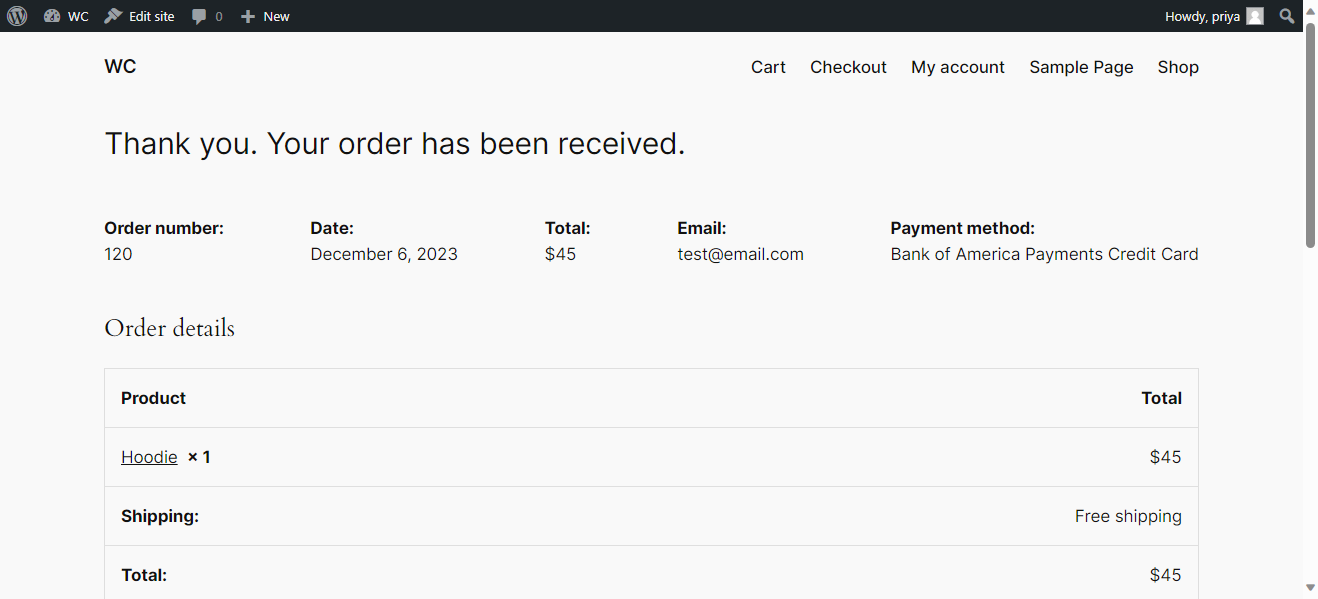 WC Edit site 0 New Howdy, priya
WC Cart Checkout My account Sample Page Shop
Thank you. Your order has been received.
Order number: Date: Total: Email: Payment method:
120 December 6, 2023 $45 test@email.com Bank of America Payments Credit Card
Order details
Product Total
Hoodie × 1 $45
Shipping: Free shipping
Total: $45